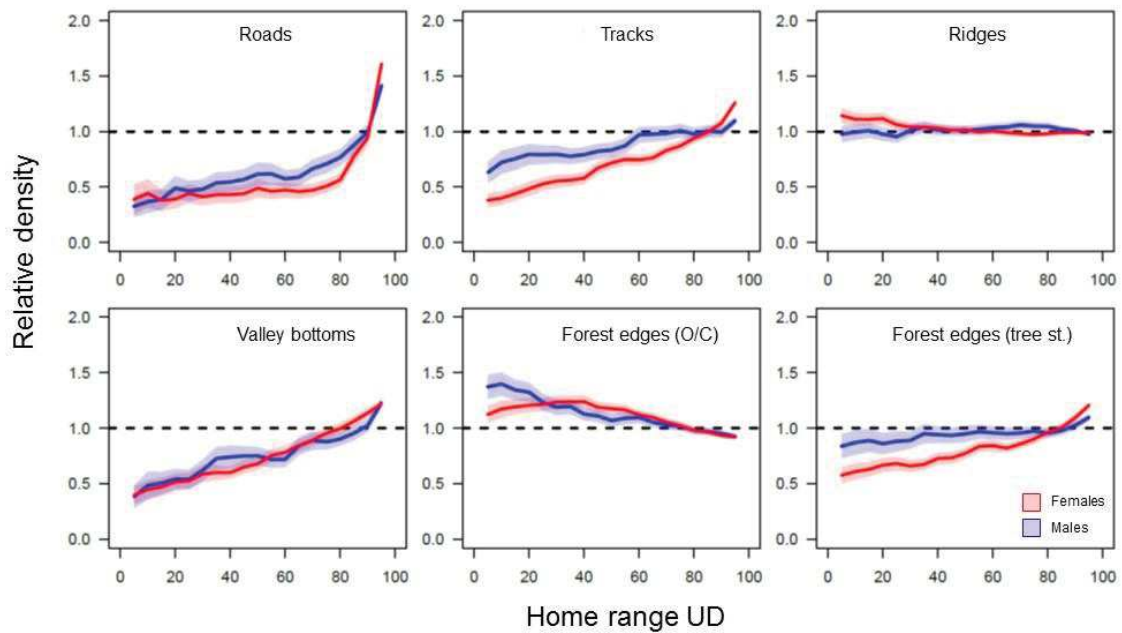 Relative density
Roads
2.0
1.5
1.0
0.5
0.0
0 20 40 60 80 100
Tracks
2.0
1.5
1.0
0.5
0.0
0 20 40 60 80 100
Ridges
2.0
1.5
1.0
0.5
0.0
0 20 40 60 80 100
Valley bottoms
2.0
1.5
1.0
0.5
0.0
0 20 40 60 80 100
Forest edges (O/C)
2.0
1.5
1.0
0.5
0.0
0 20 40 60 80 100
Forest edges (tree st.)
2.0
1.5
1.0
0.5
0.0
Females
Males
0 20 40 60 80 100
Home range UD